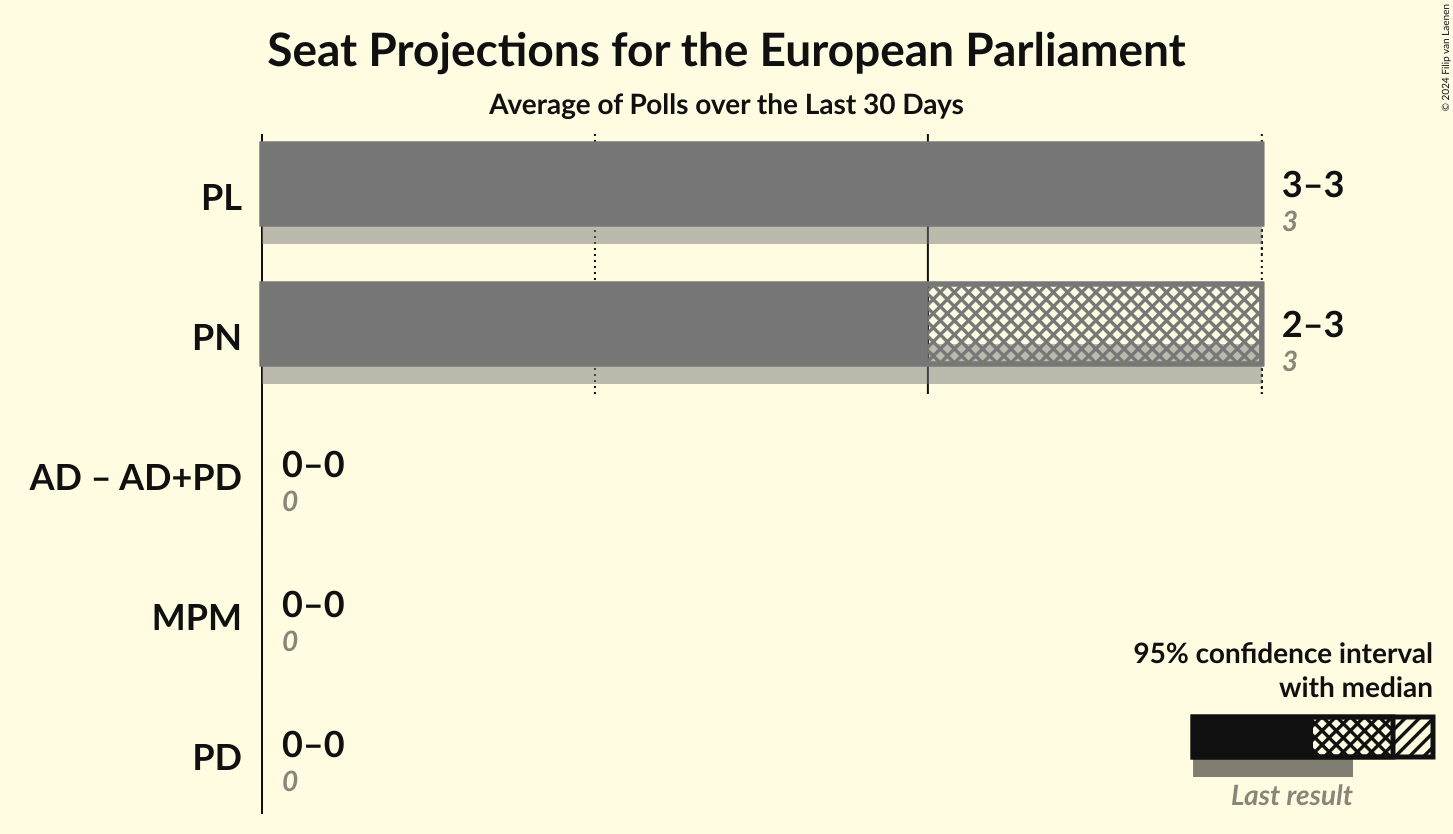 Seat Projections for the European Parliament
Average of Polls over the Last 30 Days
PL
3–3
3
PN
2–3
3
AD – AD+PD
0–0
0
MPM
0–0
0
PD
0–0
0
95% confidence interval
with median
Last result
© 2024 Filip van Laenen